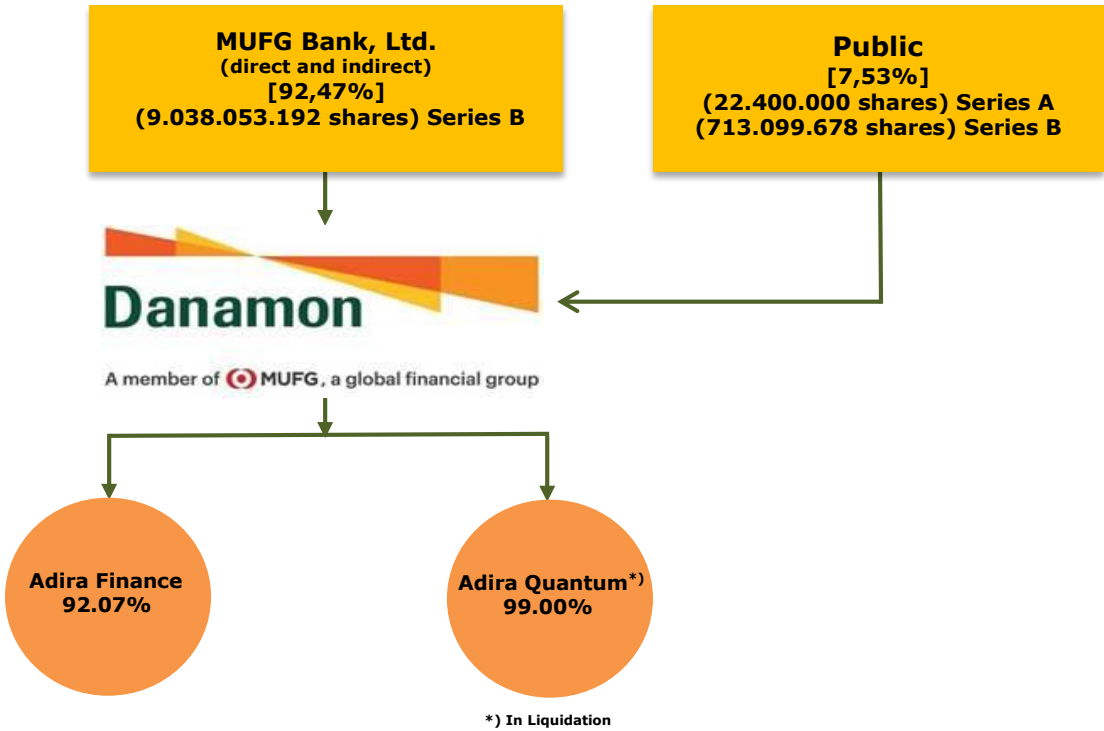 MUFG Bank, Ltd.
(direct and indirect)
[92,47%]
(9.038.053.192 shares) Series B
Public
[7,53%]
(22.400.000 shares) Series A
(713.099.678 shares) Series B
Danamon
A member of MUFG, a global financial group
Adira Finance
92.07%
Adira Quantum*)
99.00%
*) In Liquidation